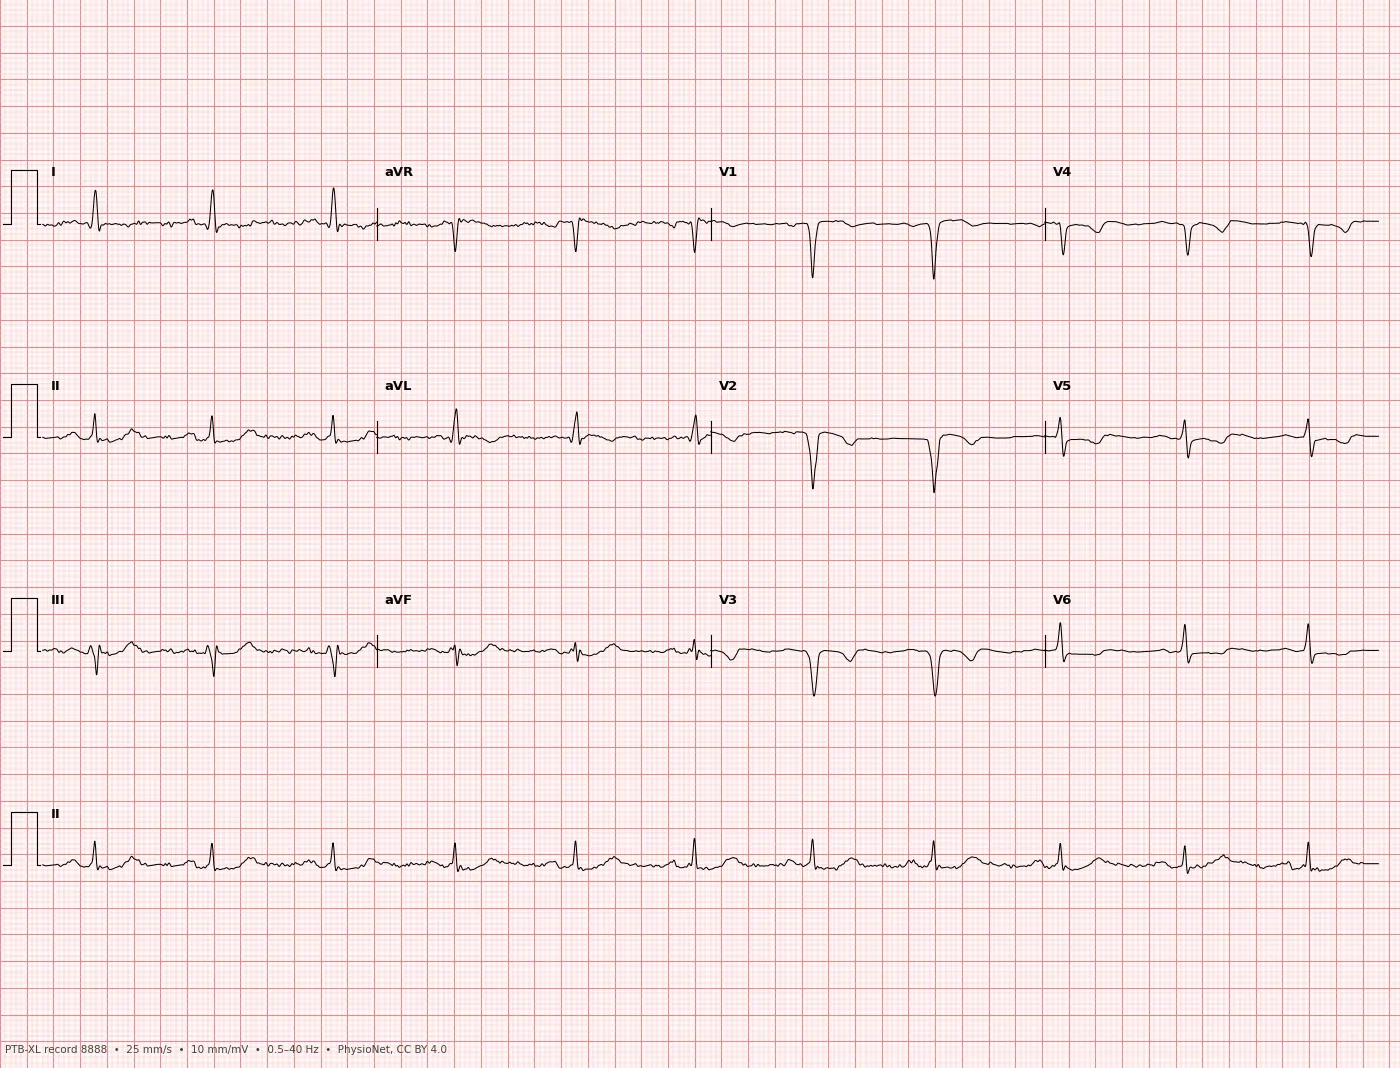 I aVR V1 V4
II aVL V2 V5
III aVF V3 V6
II
PTB-XL record 8888 • 25 mm/s • 10 mm/mV • 0.5–40 Hz • PhysioNet, CC BY 4.0